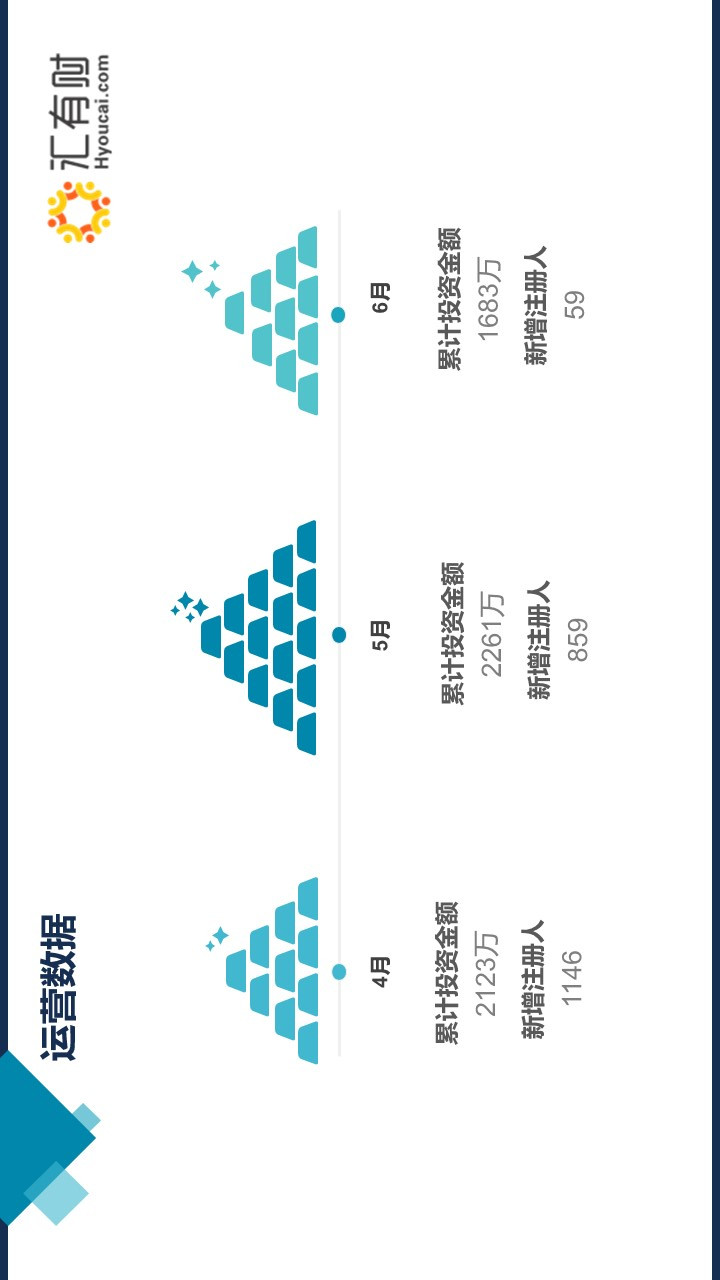 运营数据
汇有财
Hyoucai.com
4月
累计投资金额
2123万
新增注册人
1146
5月
累计投资金额
2261万
新增注册人
859
6月
累计投资金额
1683万
新增注册人
59